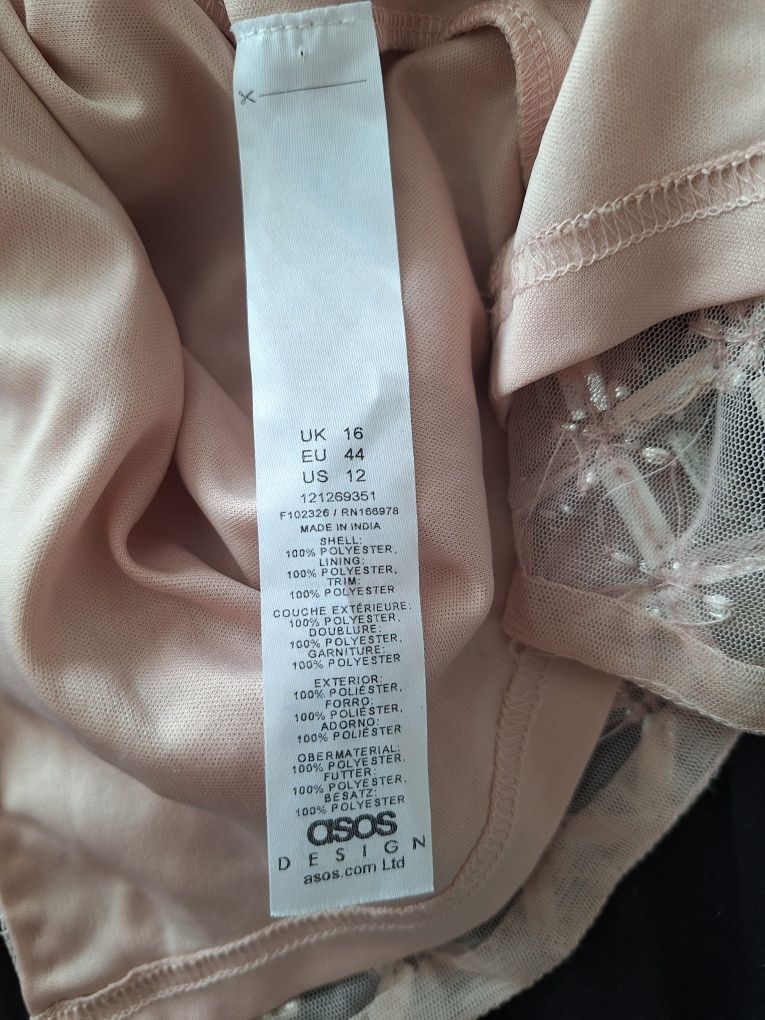 UK 16
EU 44
US 12
121269351
F102326 / RN166978
MADE IN INDIA
SHELL:
100% POLYESTER,
LINING:
100% POLYESTER,
TRIM:
100% POLYESTER
COUCHE EXTÉRIEURE:
100% POLYESTER,
DOUBLURE:
100% POLYESTER,
GARNITURE:
100% POLYESTER
EXTERIOR:
100% POLIÉSTER,
FORRO:
100% POLIÉSTER,
ADORNO:
100% POLIÉSTER
OBERMATERIAL:
100% POLYESTER,
FUTTER:
100% POLYESTER,
BESATZ:
100% POLYESTER
asos
DESIGN
asos.com Ltd